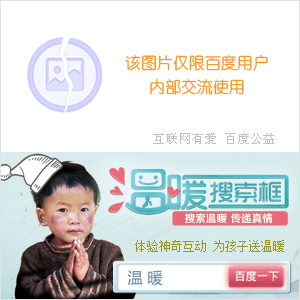 该图片仅限百度用户
内部交流使用
互联网有爱 百度公益
温暖搜索框
搜索温暖 传递真情
体验神奇互动 为孩子送温暖
温暖
百度一下